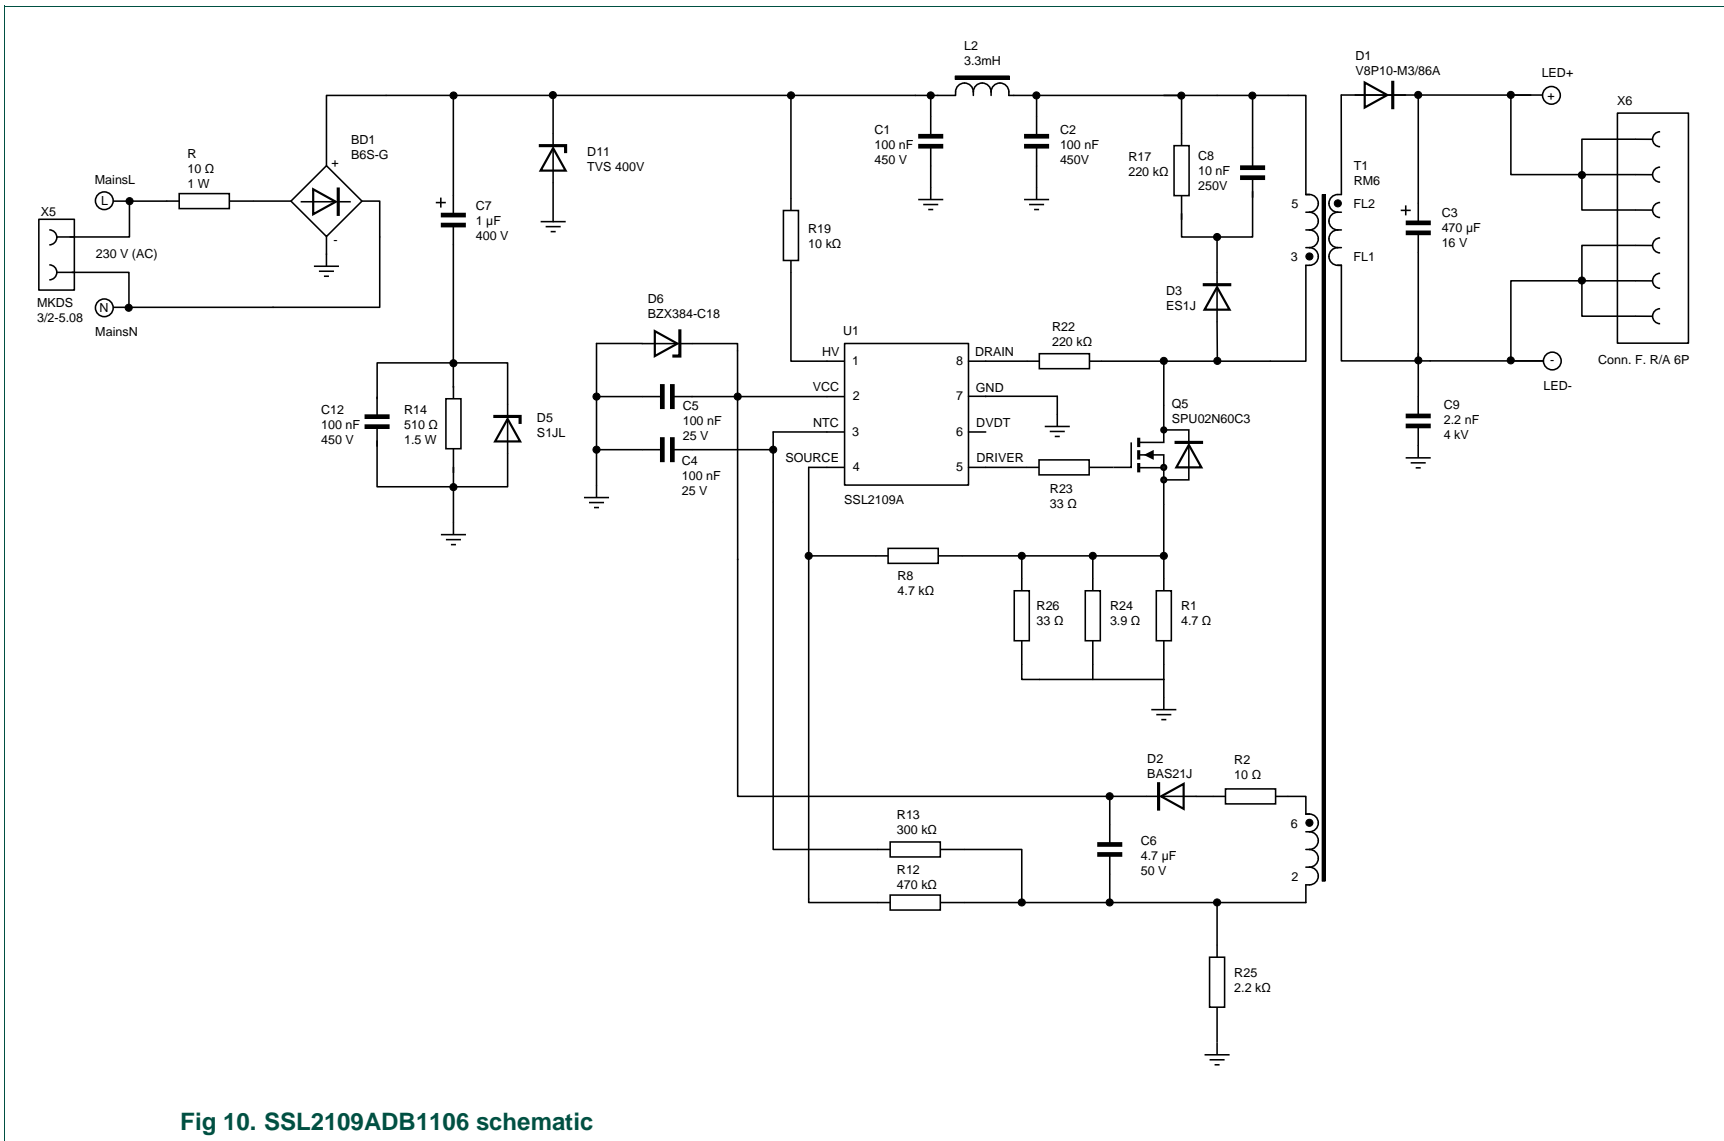 L2
3.3mH
D1
V8P10-M3/86A
LED+
+
X6
BD1
B6S-G
+
-
R
10 Ω
1 W
MainsL
L
X5
230 V (AC)
MKDS
3/2-5.08
N
MainsN
+
C7
1 µF
400 V
D11
TVS 400V
C1
100 nF
450 V
C2
100 nF
450V
R17
220 kΩ
C8
10 nF
250V
T1
RM6
FL2
FL1
5
3
+
C3
470 µF
16 V
R19
10 kΩ
D3
ES1J
D6
BZX384-C18
U1
HV
1
VCC
2
NTC
3
SOURCE
4
8
DRAIN
7
GND
6
DVDT
5
DRIVER
SSL2109A
R22
220 kΩ
R23
33 Ω
Q5
SPU02N60C3
Conn. F. R/A 6P
-
LED-
C9
2.2 nF
4 kV
C12
100 nF
450 V
R14
510 Ω
1.5 W
D5
S1JL
C5
100 nF
25 V
C4
100 nF
25 V
R8
4.7 kΩ
R26
33 Ω
R24
3.9 Ω
R1
4.7 Ω
D2
BAS21J
R2
10 Ω
R13
300 kΩ
R12
470 kΩ
C6
4.7 µF
50 V
6
2
R25
2.2 kΩ
Fig 10. SSL2109ADB1106 schematic